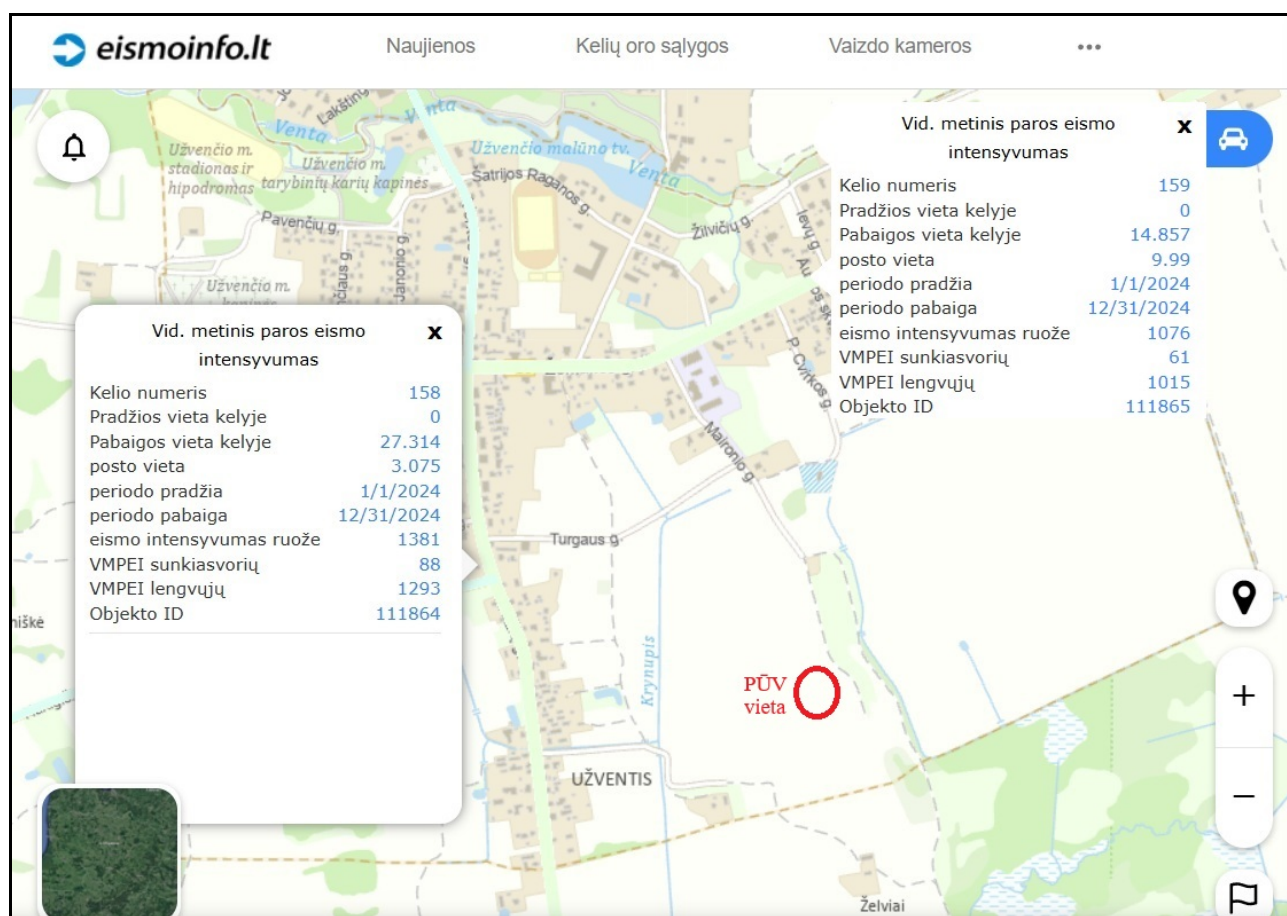 eismoinfo.lt
Naujienos
Kelių oro sąlygos
Vaizdo kameros
•••
Lakštin
Venta
Venta
Užvenčio m.
stadionas ir
hipodromas
Užvenčio m.
tarybinių karių kapinės
Užvenčio malūno tv.
Venta
Šatrijos Raganos g.
Pavenčių g.
Janonio g.
Žilvičių g.
Ievų g.
Užvenčio m.
P. Cvirkos g.
Maironio g.
Turgaus g.
Krynupis
Vid. metinis paros eismo
intensyvumas
x
Kelio numeris 159
Pradžios vieta kelyje 0
Pabaigos vieta kelyje 14.857
posto vieta 9.99
periodo pradžia 1/1/2024
periodo pabaiga 12/31/2024
eismo intensyvumas ruože 1076
VMPEI sunkiasvorių 61
VMPEI lengvųjų 1015
Objekto ID 111865
Vid. metinis paros eismo
intensyvumas
x
Kelio numeris 158
Pradžios vieta kelyje 0
Pabaigos vieta kelyje 27.314
posto vieta 3.075
periodo pradžia 1/1/2024
periodo pabaiga 12/31/2024
eismo intensyvumas ruože 1381
VMPEI sunkiasvorių 88
VMPEI lengvųjų 1293
Objekto ID 111864
PŪV
vieta
UŽVENTIS
Želviai
+
−